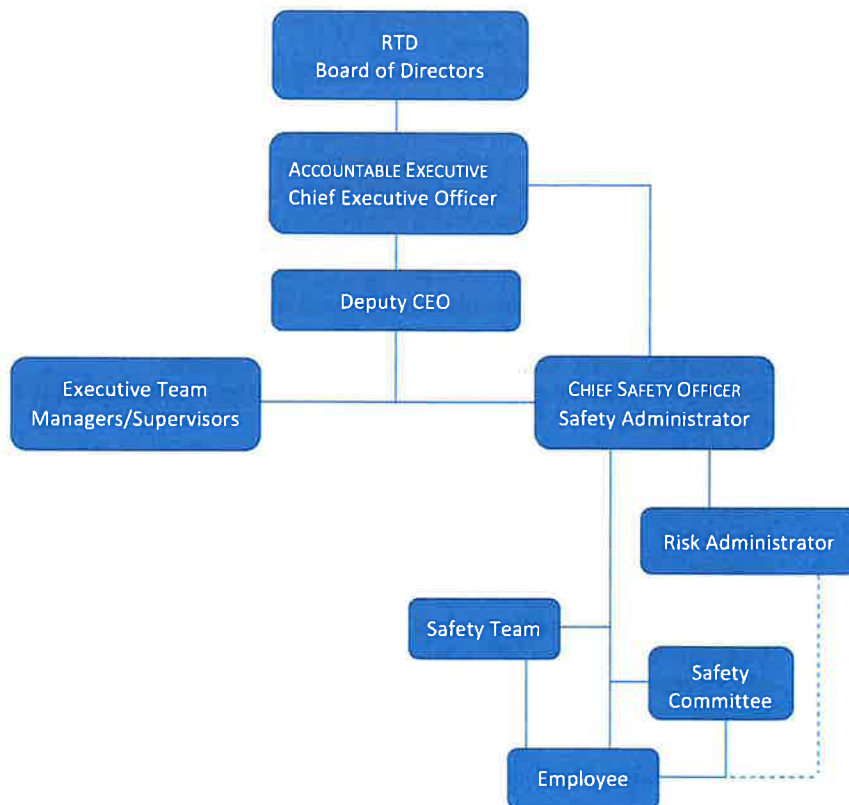 RTD
Board of Directors
ACCOUNTABLE EXECUTIVE
Chief Executive Officer
Deputy CEO
Executive Team
Managers/Supervisors
CHIEF SAFETY OFFICER
Safety Administrator
Risk Administrator
Safety Team
Safety
Committee
Employee